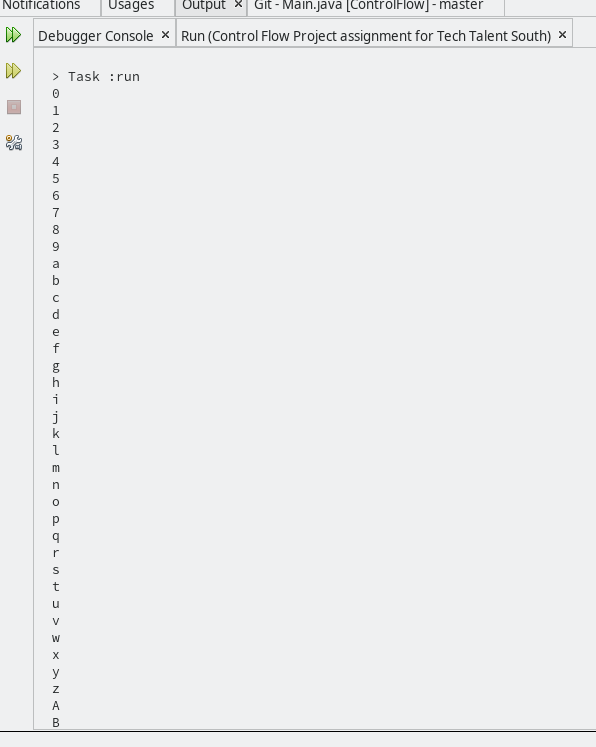 Notifications Usages Output × Git - Main.java [ControlFlow] - master
Debugger Console × Run (Control Flow Project assignment for Tech Talent South) ×
> Task :run
0
1
2
3
4
5
6
7
8
9
a
b
c
d
e
f
g
h
i
j
k
l
m
n
o
p
q
r
s
t
u
v
w
x
y
z
A
B